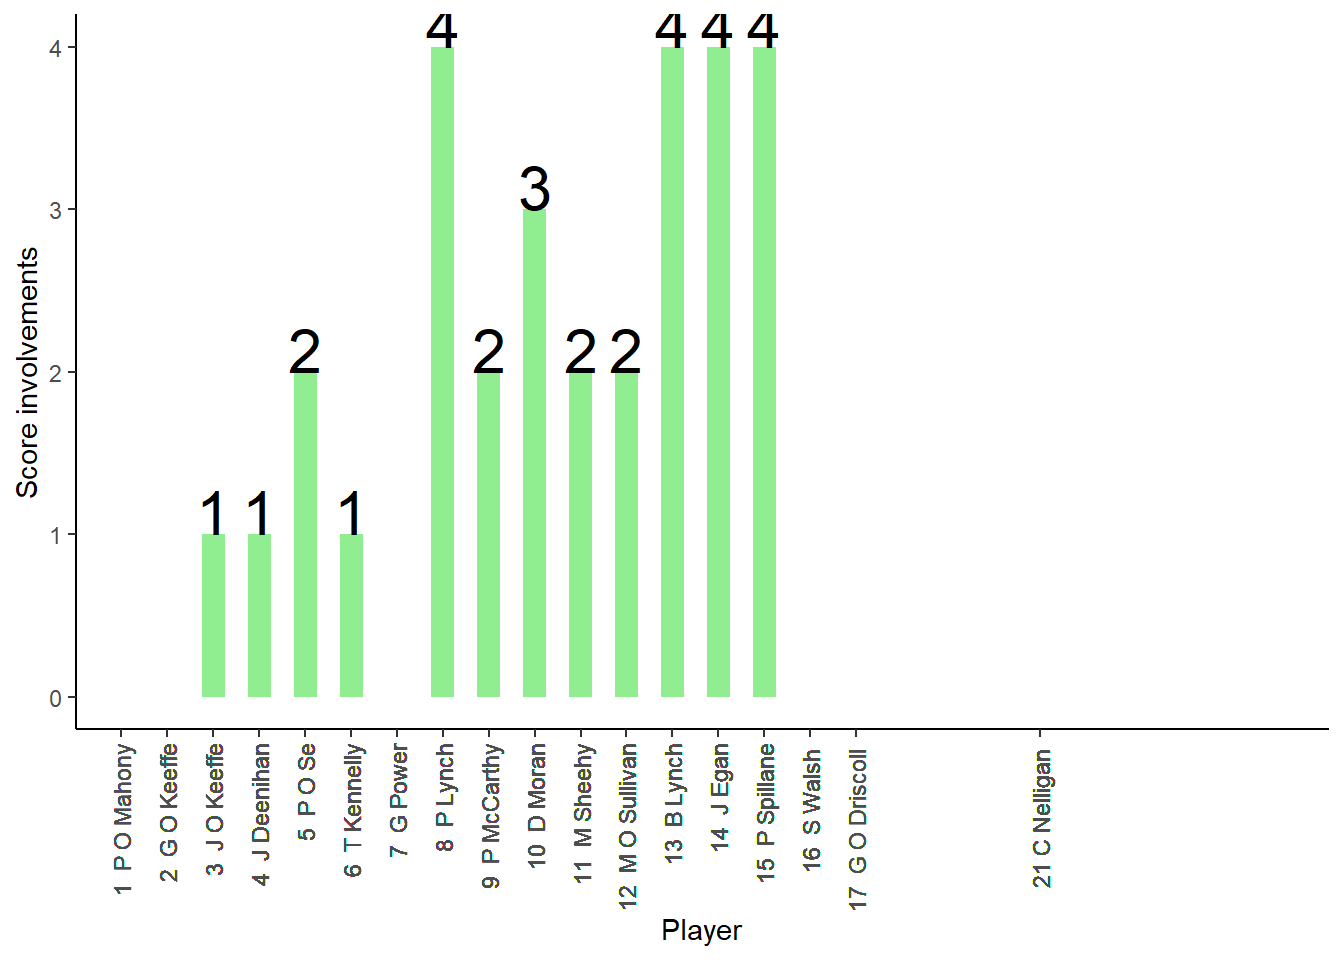 4 4 4 4
3
2 2 2 2
1 1 1
Score involvements
4
3
2
1
0
1 P O Mahony
2 G O Keeffe
3 J O Keeffe
4 J Deenihan
5 P O Se
6 T Kennelly
7 G Power
8 P Lynch
9 P McCarthy
10 D Moran
11 M Sheehy
12 M O Sullivan
13 B Lynch
14 J Egan
15 P Spillane
16 S Walsh
17 G O Driscoll
21 C Nelligan
Player